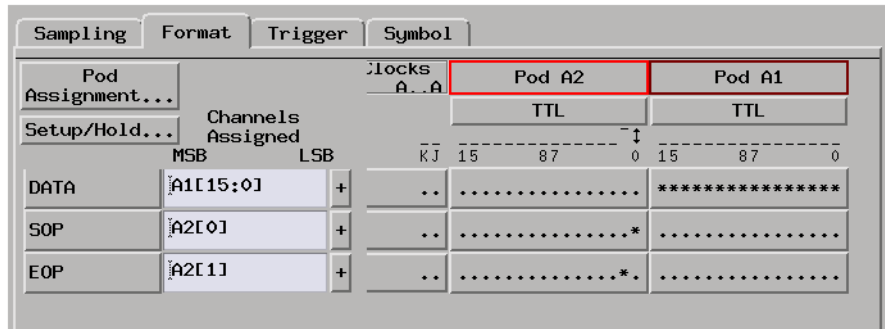 Sampling Format Trigger Symbol
Pod Assignment...
Clocks
A..A
Pod A2 Pod A1
TTL TTL
Setup/Hold...
Channels
Assigned
MSB LSB
KJ 15 87 0 15 87 0
DATA A1[15:0] + .. ................ ****************
SOP A2[0] + .. ...............* ................
EOP A2[1] + .. ..............*. ................